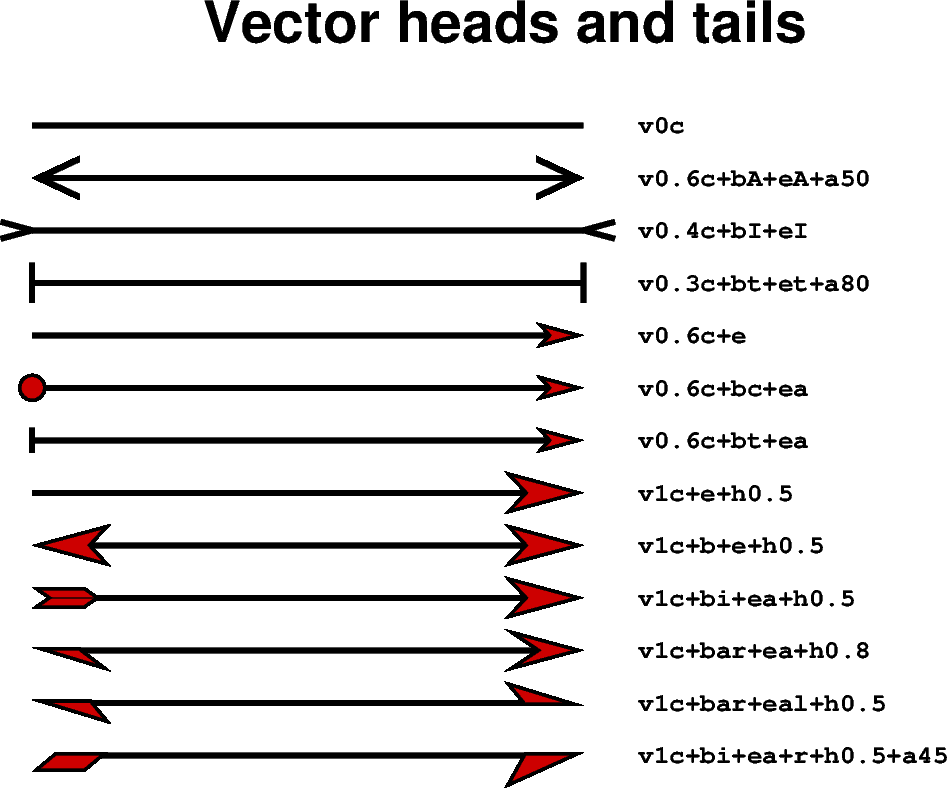 Vector heads and tails
v0c
v0.6c+bA+eA+a50
v0.4c+bI+eI
v0.3c+bt+et+a80
v0.6c+e
v0.6c+bc+ea
v0.6c+bt+ea
v1c+e+h0.5
v1c+b+e+h0.5
v1c+bi+ea+h0.5
v1c+bar+ea+h0.8
v1c+bar+eal+h0.5
v1c+bi+ea+r+h0.5+a45